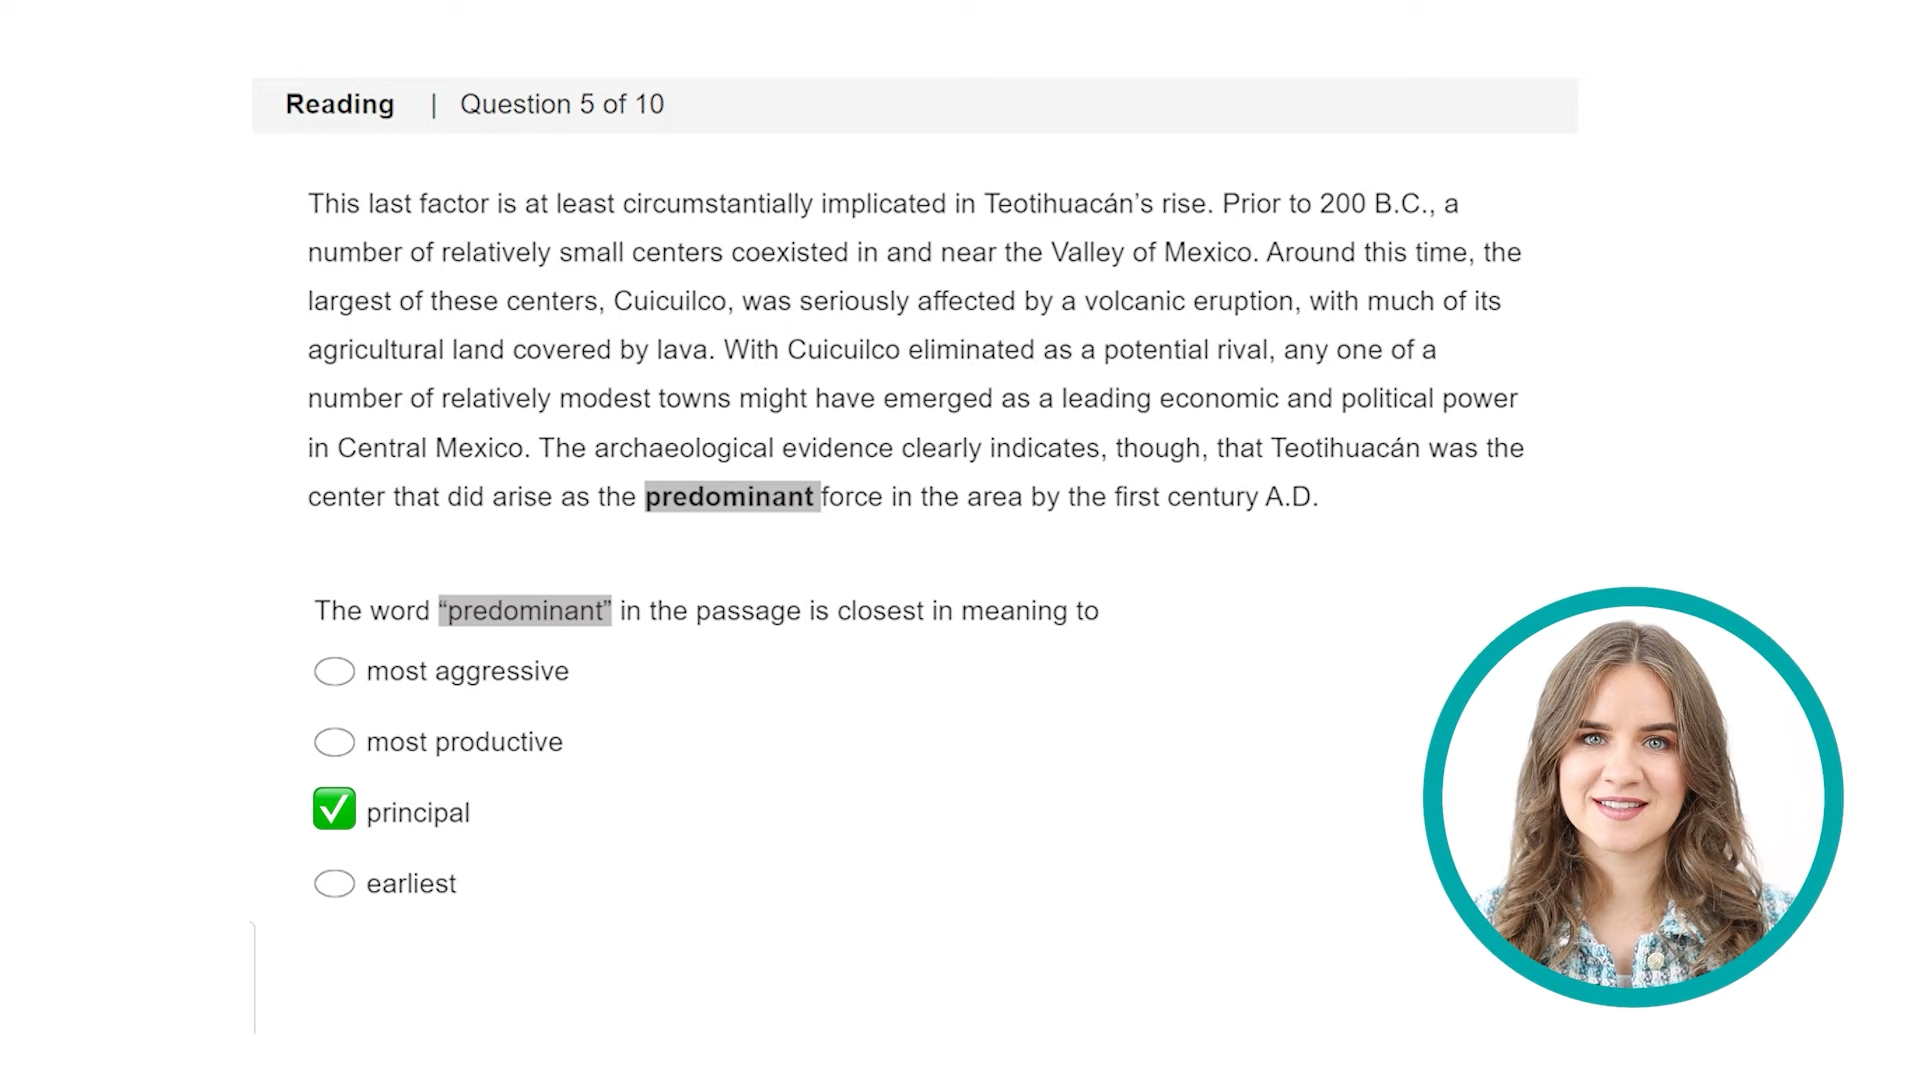 Reading | Question 5 of 10
This last factor is at least circumstantially implicated in Teotihuacán’s rise. Prior to 200 B.C., a
number of relatively small centers coexisted in and near the Valley of Mexico. Around this time, the
largest of these centers, Cuicuilco, was seriously affected by a volcanic eruption, with much of its
agricultural land covered by lava. With Cuicuilco eliminated as a potential rival, any one of a
number of relatively modest towns might have emerged as a leading economic and political power
in Central Mexico. The archaeological evidence clearly indicates, though, that Teotihuacán was the
center that did arise as the predominant force in the area by the first century A.D.
The word “predominant” in the passage is closest in meaning to
most aggressive
most productive
principal
earliest